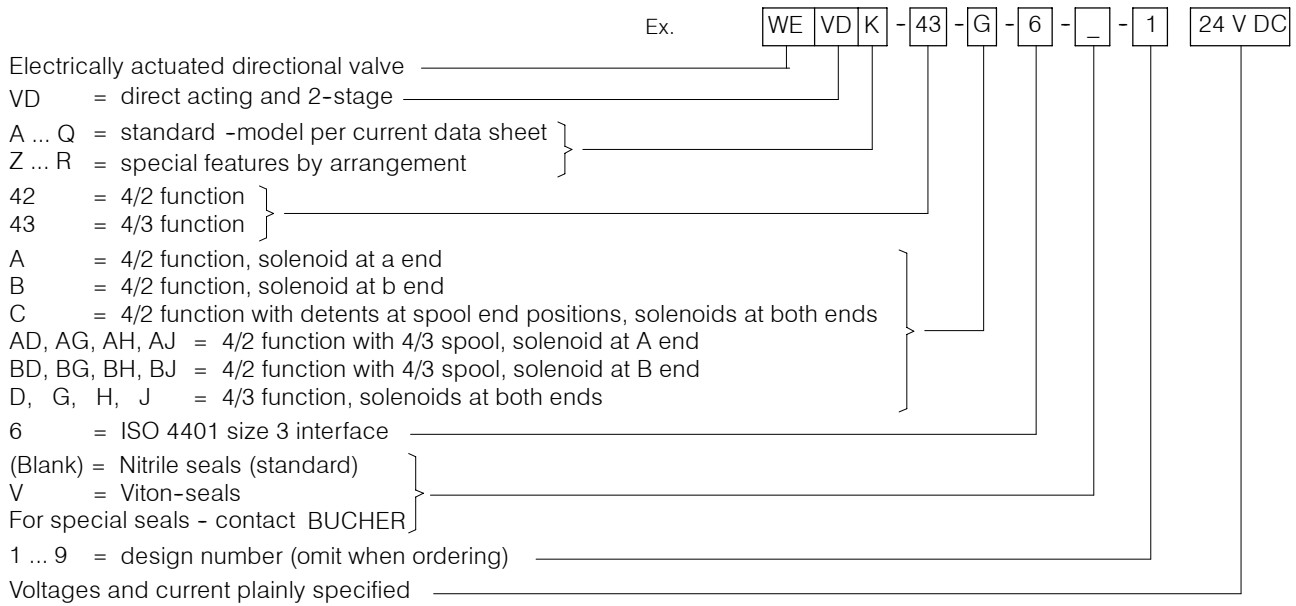 Ex. WE VD K - 43 - G - 6 - _ - 1 24 V DC
Electrically actuated directional valve
VD = direct acting and 2-stage
A ... Q = standard -model per current data sheet
Z ... R = special features by arrangement
42 = 4/2 function
43 = 4/3 function
A = 4/2 function, solenoid at a end
B = 4/2 function, solenoid at b end
C = 4/2 function with detents at spool end positions, solenoids at both ends
AD, AG, AH, AJ = 4/2 function with 4/3 spool, solenoid at A end
BD, BG, BH, BJ = 4/2 function with 4/3 spool, solenoid at B end
D, G, H, J = 4/3 function, solenoids at both ends
6 = ISO 4401 size 3 interface
(Blank) = Nitrile seals (standard)
V = Viton-seals
For special seals - contact BUCHER
1 ... 9 = design number (omit when ordering)
Voltages and current plainly specified